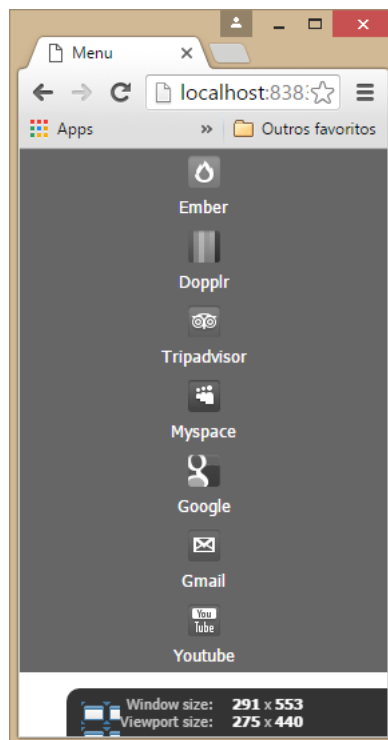 Menu
localhost:8383
Apps » Outros favoritos
Ember
Dopplr
Tripadvisor
Myspace
Google
Gmail
You
Tube
Youtube
Window size: 291 x 553
Viewport size: 275 x 440